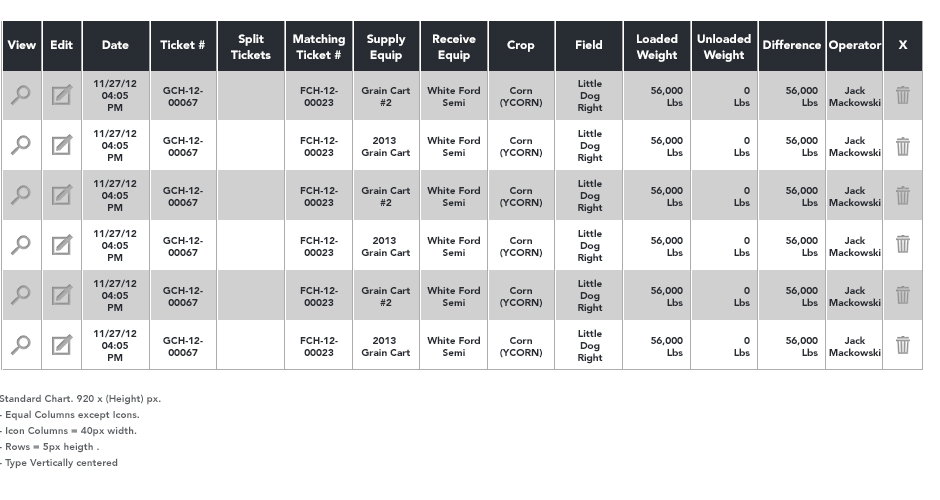 View Edit Date Ticket # Split Tickets Matching Ticket # Supply Equip Receive Equip Crop Field Loaded Weight Unloaded Weight Difference Operator X
11/27/12 04:05 PM GCH-12-00067 FCH-12-00023 Grain Cart #2 White Ford Semi Corn (YCORN) Little Dog Right 56,000 Lbs 0 Lbs 56,000 Lbs Jack Mackowski
11/27/12 04:05 PM GCH-12-00067 FCH-12-00023 2013 Grain Cart White Ford Semi Corn (YCORN) Little Dog Right 56,000 Lbs 0 Lbs 56,000 Lbs Jack Mackowski
11/27/12 04:05 PM GCH-12-00067 FCH-12-00023 Grain Cart #2 White Ford Semi Corn (YCORN) Little Dog Right 56,000 Lbs 0 Lbs 56,000 Lbs Jack Mackowski
11/27/12 04:05 PM GCH-12-00067 FCH-12-00023 2013 Grain Cart White Ford Semi Corn (YCORN) Little Dog Right 56,000 Lbs 0 Lbs 56,000 Lbs Jack Mackowski
11/27/12 04:05 PM GCH-12-00067 FCH-12-00023 Grain Cart #2 White Ford Semi Corn (YCORN) Little Dog Right 56,000 Lbs 0 Lbs 56,000 Lbs Jack Mackowski
11/27/12 04:05 PM GCH-12-00067 FCH-12-00023 2013 Grain Cart White Ford Semi Corn (YCORN) Little Dog Right 56,000 Lbs 0 Lbs 56,000 Lbs Jack Mackowski
Standard Chart. 920 x (Height) px.
- Equal Columns except Icons.
- Icon Columns = 40px width.
- Rows = 5px heigth .
- Type Vertically centered